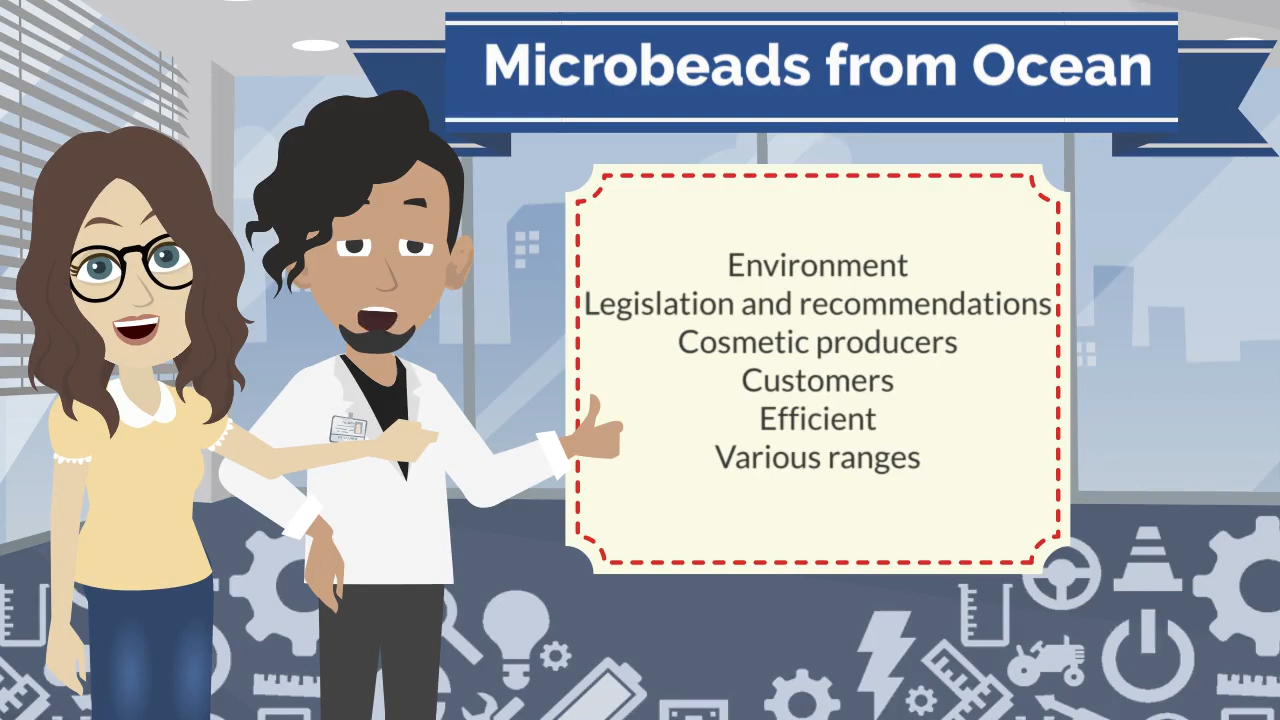 Microbeads from Ocean
Environment
Legislation and recommendations
Cosmetic producers
Customers
Efficient
Various ranges